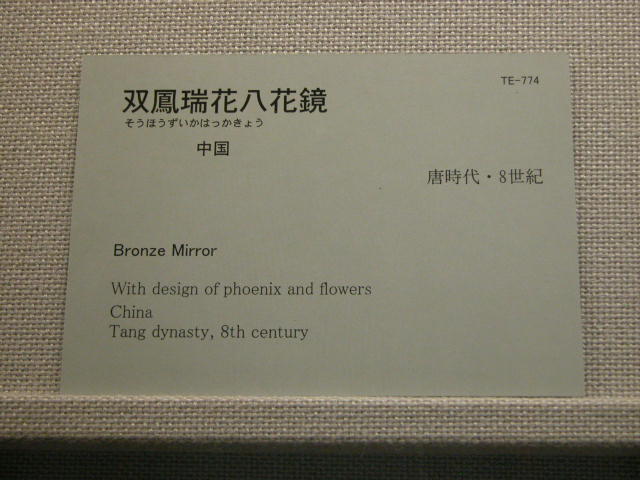 TE-774
双鳳瑞花八花鏡
そうほうずいかはっかきょう
中国
唐時代・8世紀
Bronze Mirror
With design of phoenix and flowers
China
Tang dynasty, 8th century